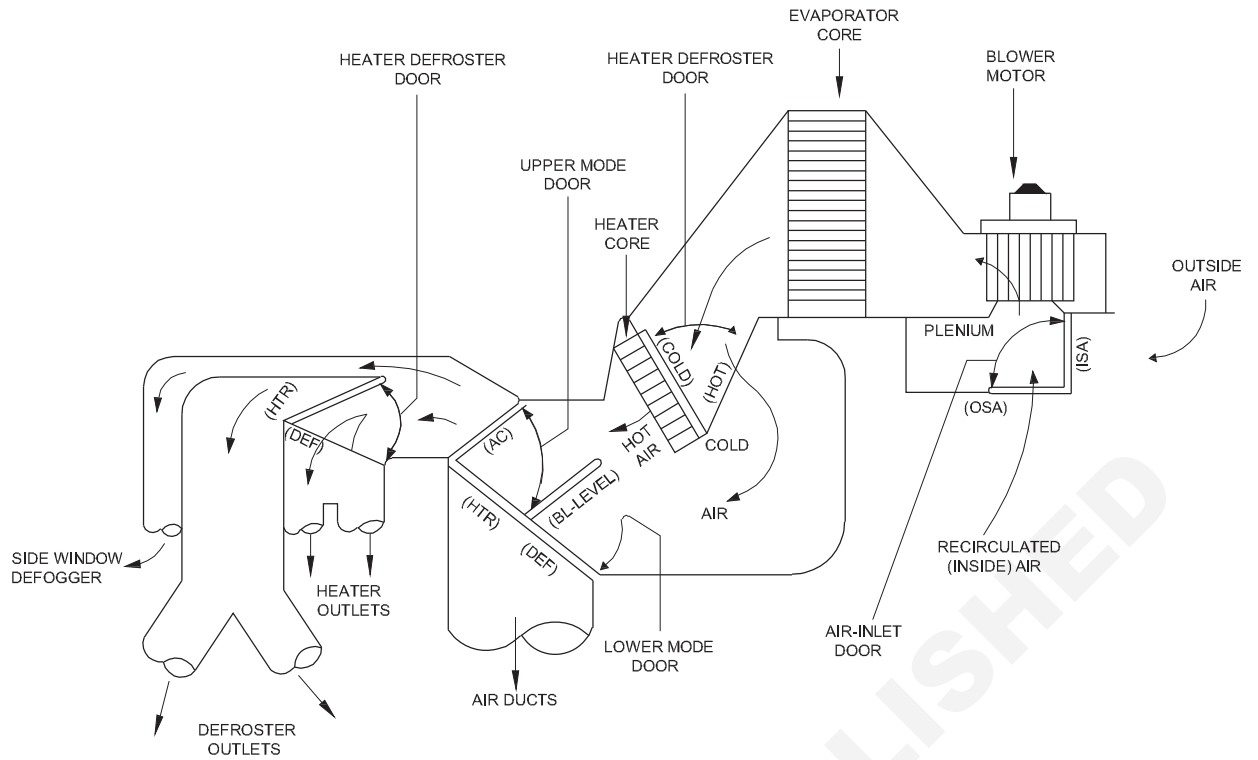 EVAPORATOR
CORE
HEATER DEFROSTER
DOOR
HEATER DEFROSTER
DOOR
BLOWER
MOTOR
UPPER MODE
DOOR
HEATER
CORE
OUTSIDE
AIR
PLENIUM
(ISA)
(OSA)
(COLD)
(HOT)
COLD
HOT
AIR
AIR
(HTR)
(DEF)
(AC)
(BL-LEVEL)
(HTR)
(DEF)
SIDE WINDOW
DEFOGGER
HEATER
OUTLETS
RECIRCULATED
(INSIDE) AIR
AIR-INLET
DOOR
LOWER MODE
DOOR
AIR DUCTS
DEFROSTER
OUTLETS
LISHED